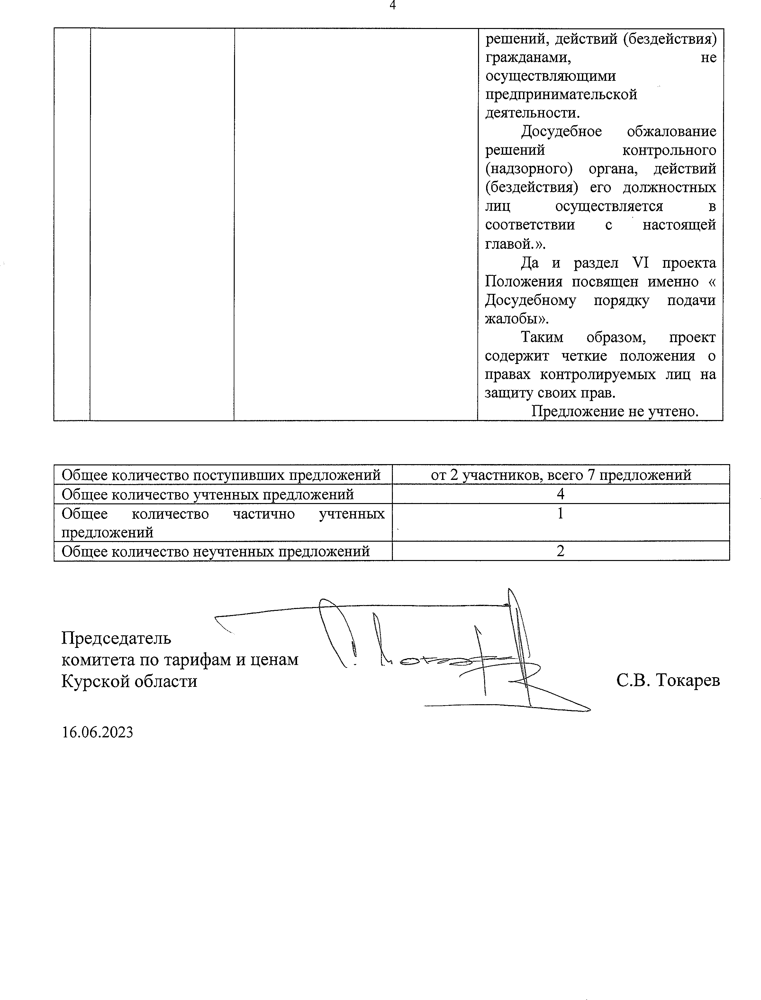 4
решений, действий (бездействия)
гражданами, не
осуществляющими
предпринимательской
деятельности.
Досудебное обжалование
решений контрольного
(надзорного) органа, действий
(бездействия) его должностных
лиц осуществляется в
соответствии с настоящей
главой.».
Да и раздел VI проекта
Положения посвящен именно «
Досудебному порядку подачи
жалобы».
Таким образом, проект
содержит четкие положения о
правах контролируемых лиц на
защиту своих прав.
Предложение не учтено.
Общее количество поступивших предложений от 2 участников, всего 7 предложений
Общее количество учтенных предложений 4
Общее количество частично учтенных 1
предложений
Общее количество неучтенных предложений 2
Председатель
комитета по тарифам и ценам
Курской области С.В. Токарев
16.06.2023